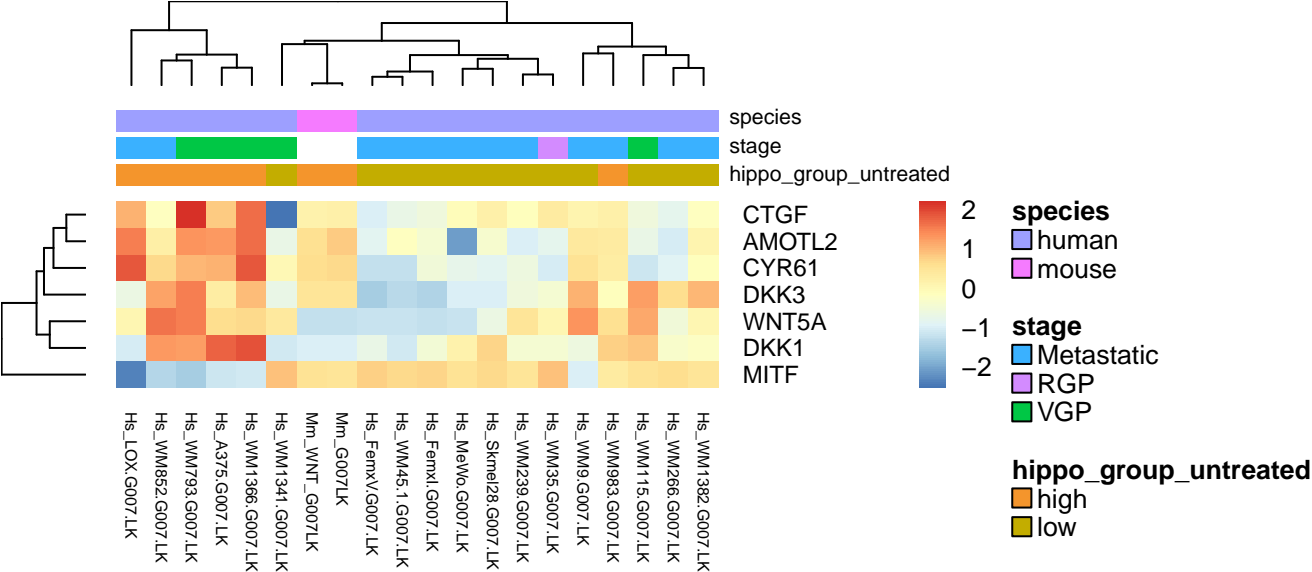 species
stage
hippo_group_untreated
CTGF
AMOTL2
CYR61
DKK3
WNT5A
DKK1
MITF
2
1
0
−1
−2
species
human
mouse
stage
Metastatic
RGP
VGP
hippo_group_untreated
high
low
Hs_LOX.G007.LK
Hs_WM852.G007.LK
Hs_WM793.G007.LK
Hs_A375.G007.LK
Hs_WM1366.G007.LK
Hs_WM1341.G007.LK
Mm_WNT_G007LK
Mm_G007LK
Hs_FemxV.G007.LK
Hs_WM45.1.G007.LK
Hs_FemxI.G007.LK
Hs_MeWo.G007.LK
Hs_Skmel28.G007.LK
Hs_WM239.G007.LK
Hs_WM35.G007.LK
Hs_WM9.G007.LK
Hs_WM983.G007.LK
Hs_WM115.G007.LK
Hs_WM266.G007.LK
Hs_WM1382.G007.LK